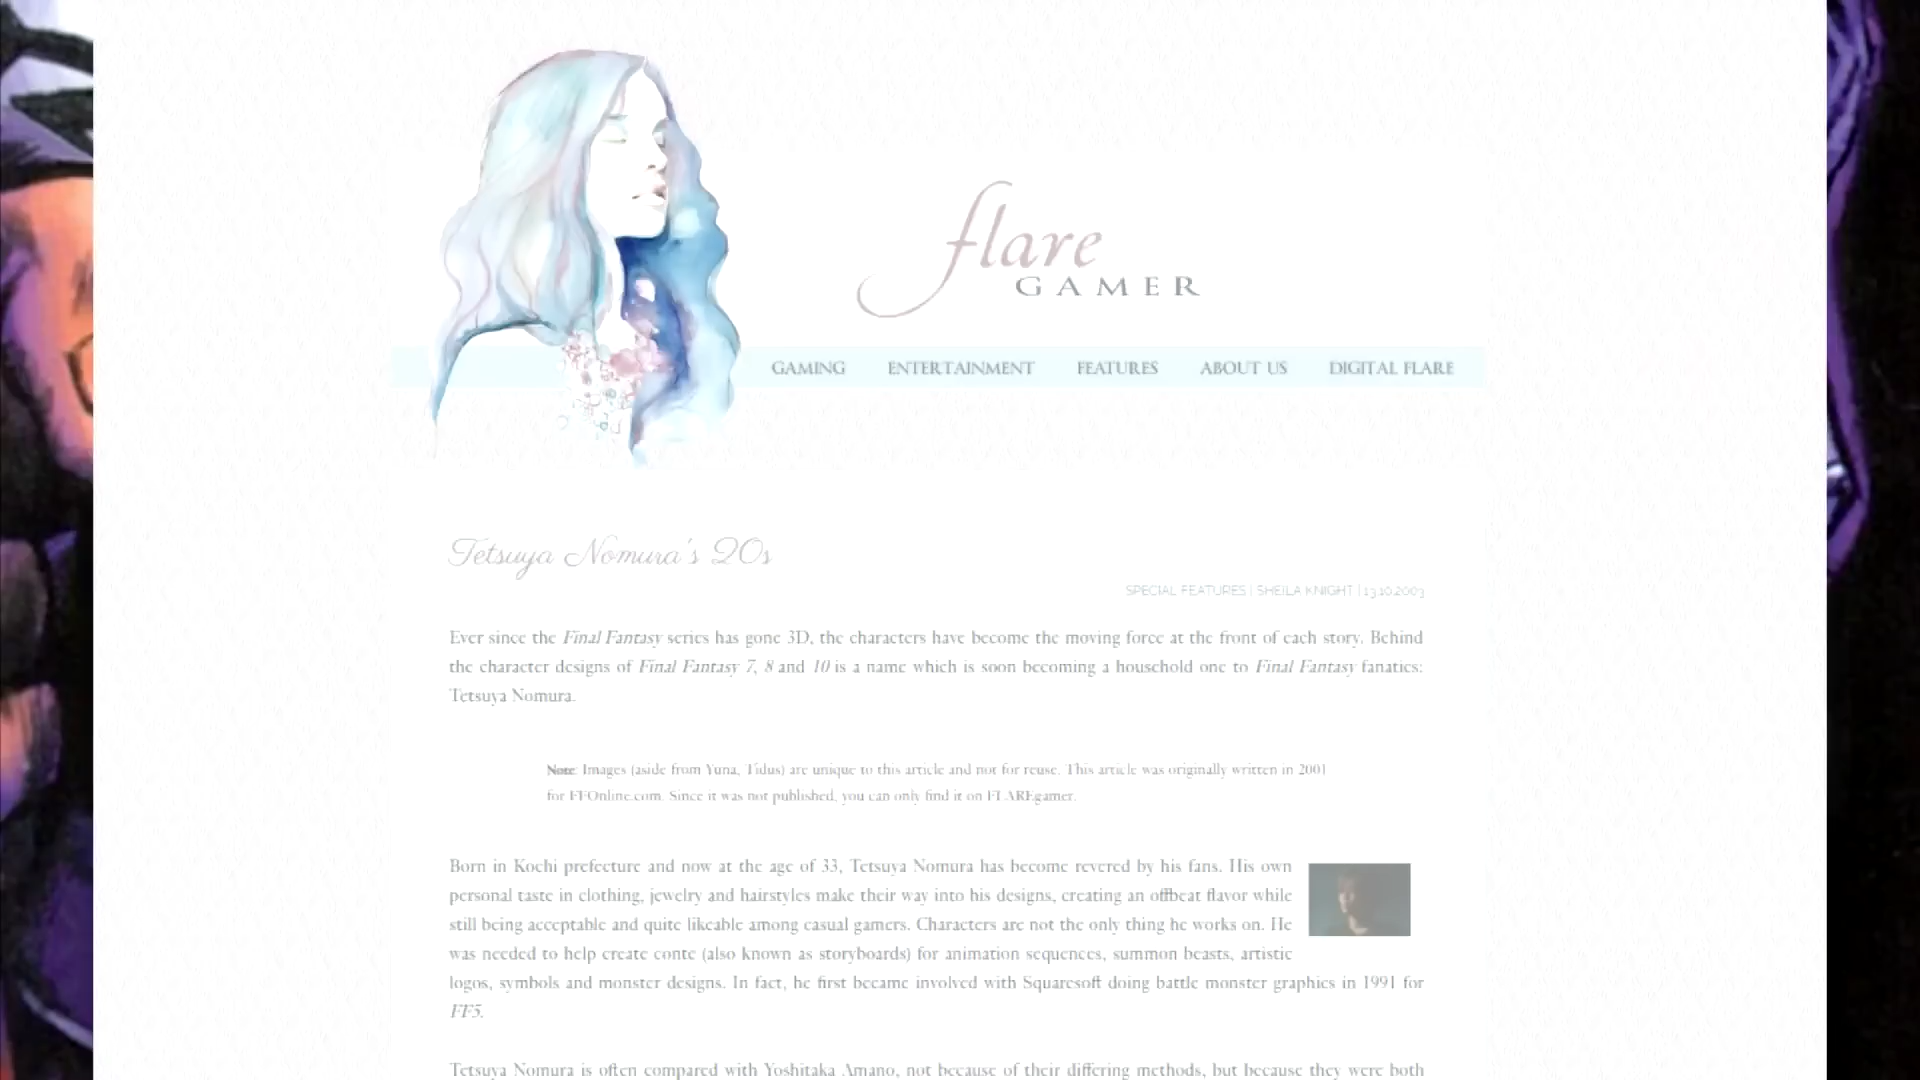 flare
GAMER
GAMING ENTERTAINMENT FEATURES ABOUT US DIGITAL FLARE
Tetsuya Nomura's 20s
SPECIAL FEATURES | SHEILA KNIGHT | 13.10.2003
Ever since the Final Fantasy series has gone 3D, the characters have become the moving force at the front of each story. Behind
the character designs of Final Fantasy 7, 8 and 10 is a name which is soon becoming a household one to Final Fantasy fanatics:
Tetsuya Nomura.
Note: Images (aside from Yuna, Tidus) are unique to this article and not for reuse. This article was originally written in 2001
for FFOnline.com. Since it was not published, you can only find it on FLAREgamer.
Born in Kochi prefecture and now at the age of 33, Tetsuya Nomura has become revered by his fans. His own
personal taste in clothing, jewelry and hairstyles make their way into his designs, creating an offbeat flavor while
still being acceptable and quite likeable among casual gamers. Characters are not the only thing he works on. He
was needed to help create conte (also known as storyboards) for animation sequences, summon beasts, artistic
logos, symbols and monster designs. In fact, he first became involved with Squaresoft doing battle monster graphics in 1991 for
FF5.
Tetsuya Nomura is often compared with Yoshitaka Amano, not because of their differing methods, but because they were both